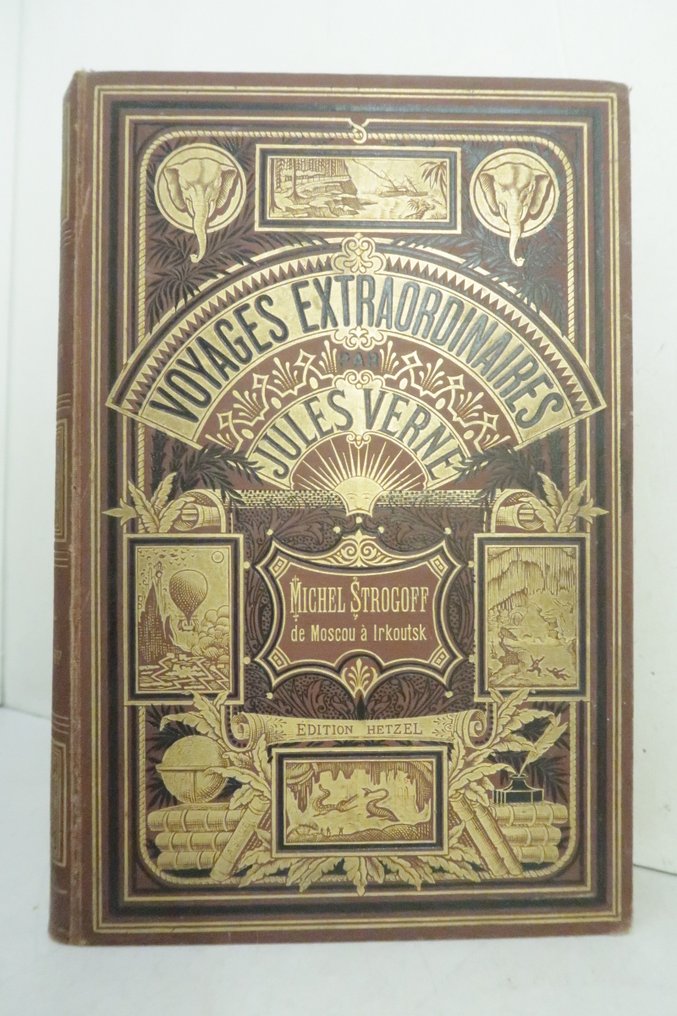 VOYAGES EXTRAORDINAIRES
PAR
JULES VERNE
MICHEL STROGOFF
de Moscou à Irkoutsk
EDITION HETZEL